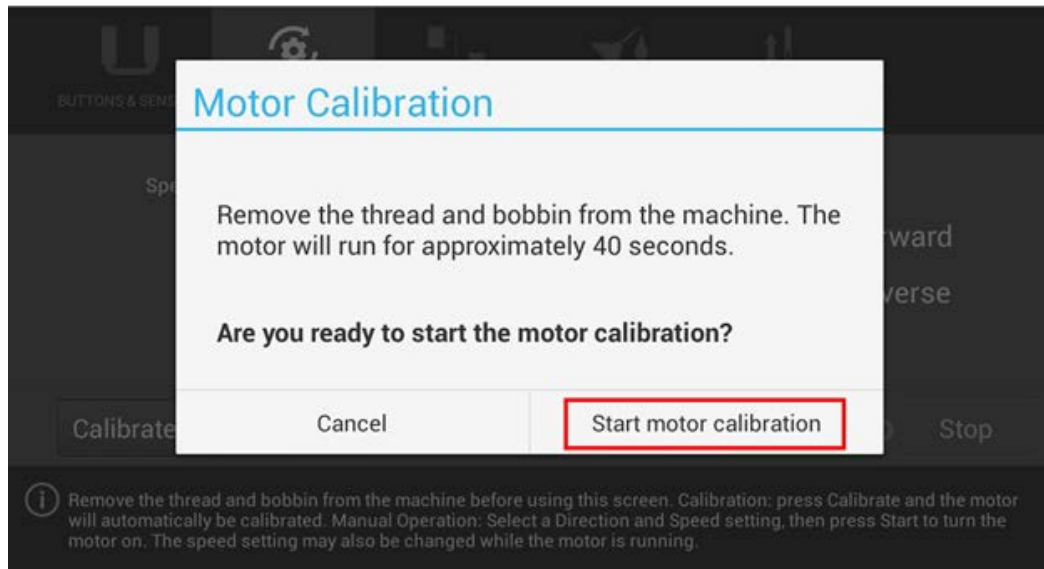 BUTTONS & SENS
Motor Calibration
Spe
Remove the thread and bobbin from the machine. The
motor will run for approximately 40 seconds.
ward
verse
Are you ready to start the motor calibration?
Calibrate
Cancel
Start motor calibration
Stop
Remove the thread and bobbin from the machine before using this screen. Calibration: press Calibrate and the motor
will automatically be calibrated. Manual Operation: Select a Direction and Speed setting, then press Start to turn the
motor on. The speed setting may also be changed while the motor is running.